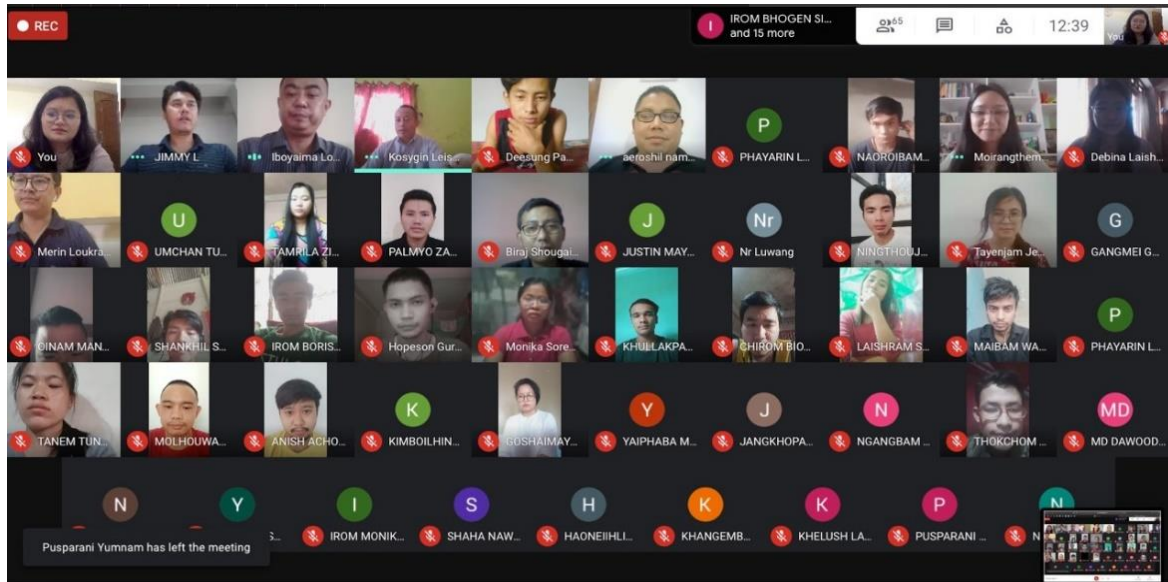 REC
IROM BHOGEN SI...
and 15 more
I
65
12:39
You
You
JIMMY L
Iboyaima Lo...
Kosygin Leis...
Deesung Pa...
aeroshil nam...
P
PHAYARIN L...
NAOROIBAM...
Moirangthem
Debina Laish...
Merin Loukra...
U
UMCHAN TU...
TAMRILA ZI...
PALMYO ZA...
Biraj Shougai...
J
JUSTIN MAY...
Nr
Nr Luwang
NINGTHOUJ...
Tayenjam Je...
G
GANGMEI G...
OINAM MAN...
SHANKHIL S...
IROM BORIS...
Hopeson Gur...
Monika Sore...
KHULLAKPA...
CHIROM BIO...
LAISHRAM S...
MAIBAM WA...
P
PHAYARIN L...
TANEM TUN...
MOLHOUWA...
ANISH ACHO...
K
KIMBOILHIN...
GOSHAIMAY...
Y
YAIPHABA M...
J
JANGKHOPA...
N
NGANGBAM ...
THOKCHOM ...
MD
MD DAWOOD...
N
Y
S...
I
IROM MONIK...
S
SHAHA NAW...
H
HAONEIIHLI...
K
KHANGEMB...
K
KHELUSH LA...
P
PUSPARANI ...
N
N
Pusparani Yumnam has left the meeting